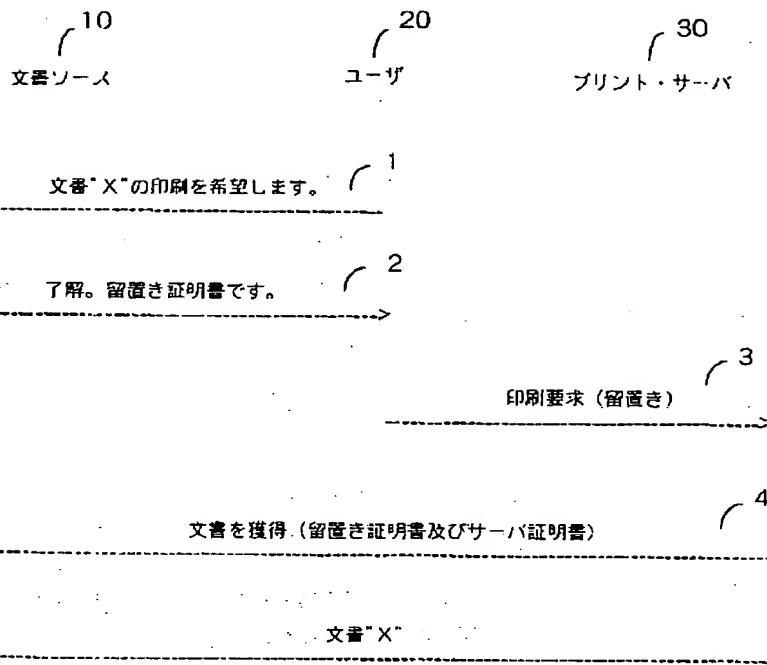 10
20
30
文書ソース
ユーザ
プリント・サーバ
1
文書"X"の印刷を希望します。
2
了解。留置き証明書です。
3
印刷要求(留置き)
4
文書を獲得(留置き証明書及びサーバ証明書)
文書"X"